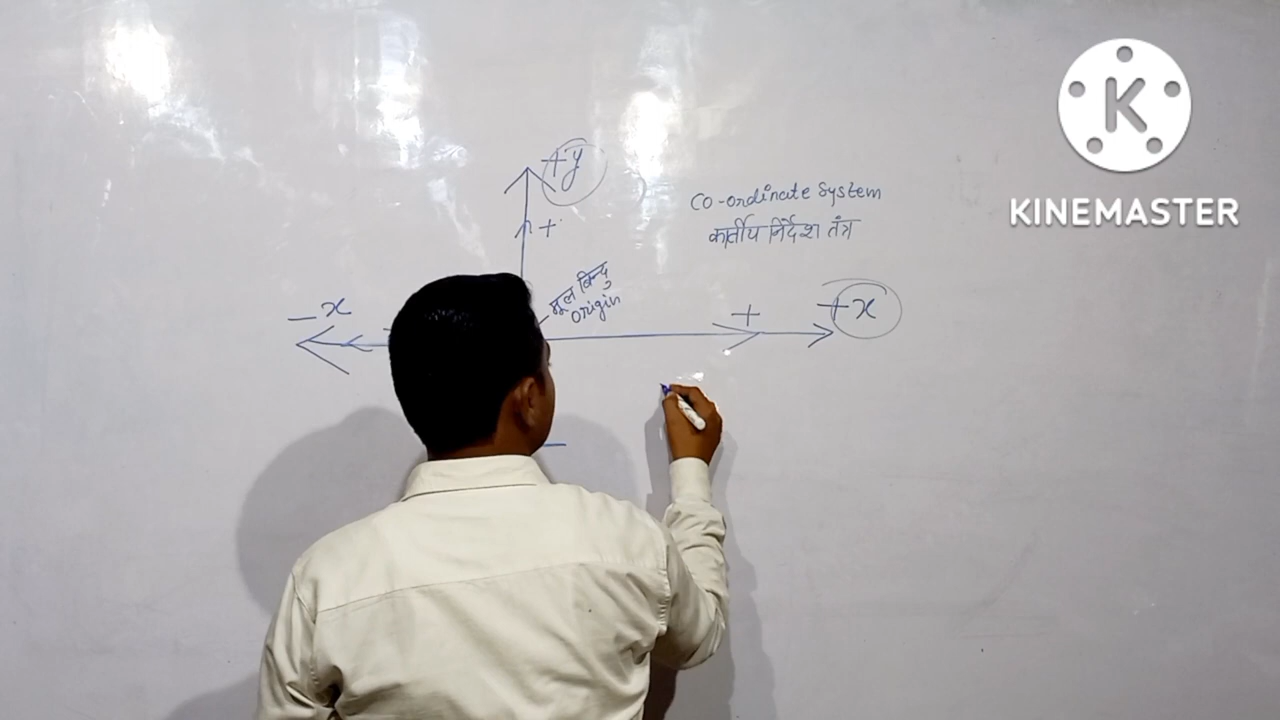 +y
Co-ordinate System
+
कार्तीय निर्देश तंत्र
मूल बिन्दु
Origin
-x
+
+x
-
K
KINEMASTER